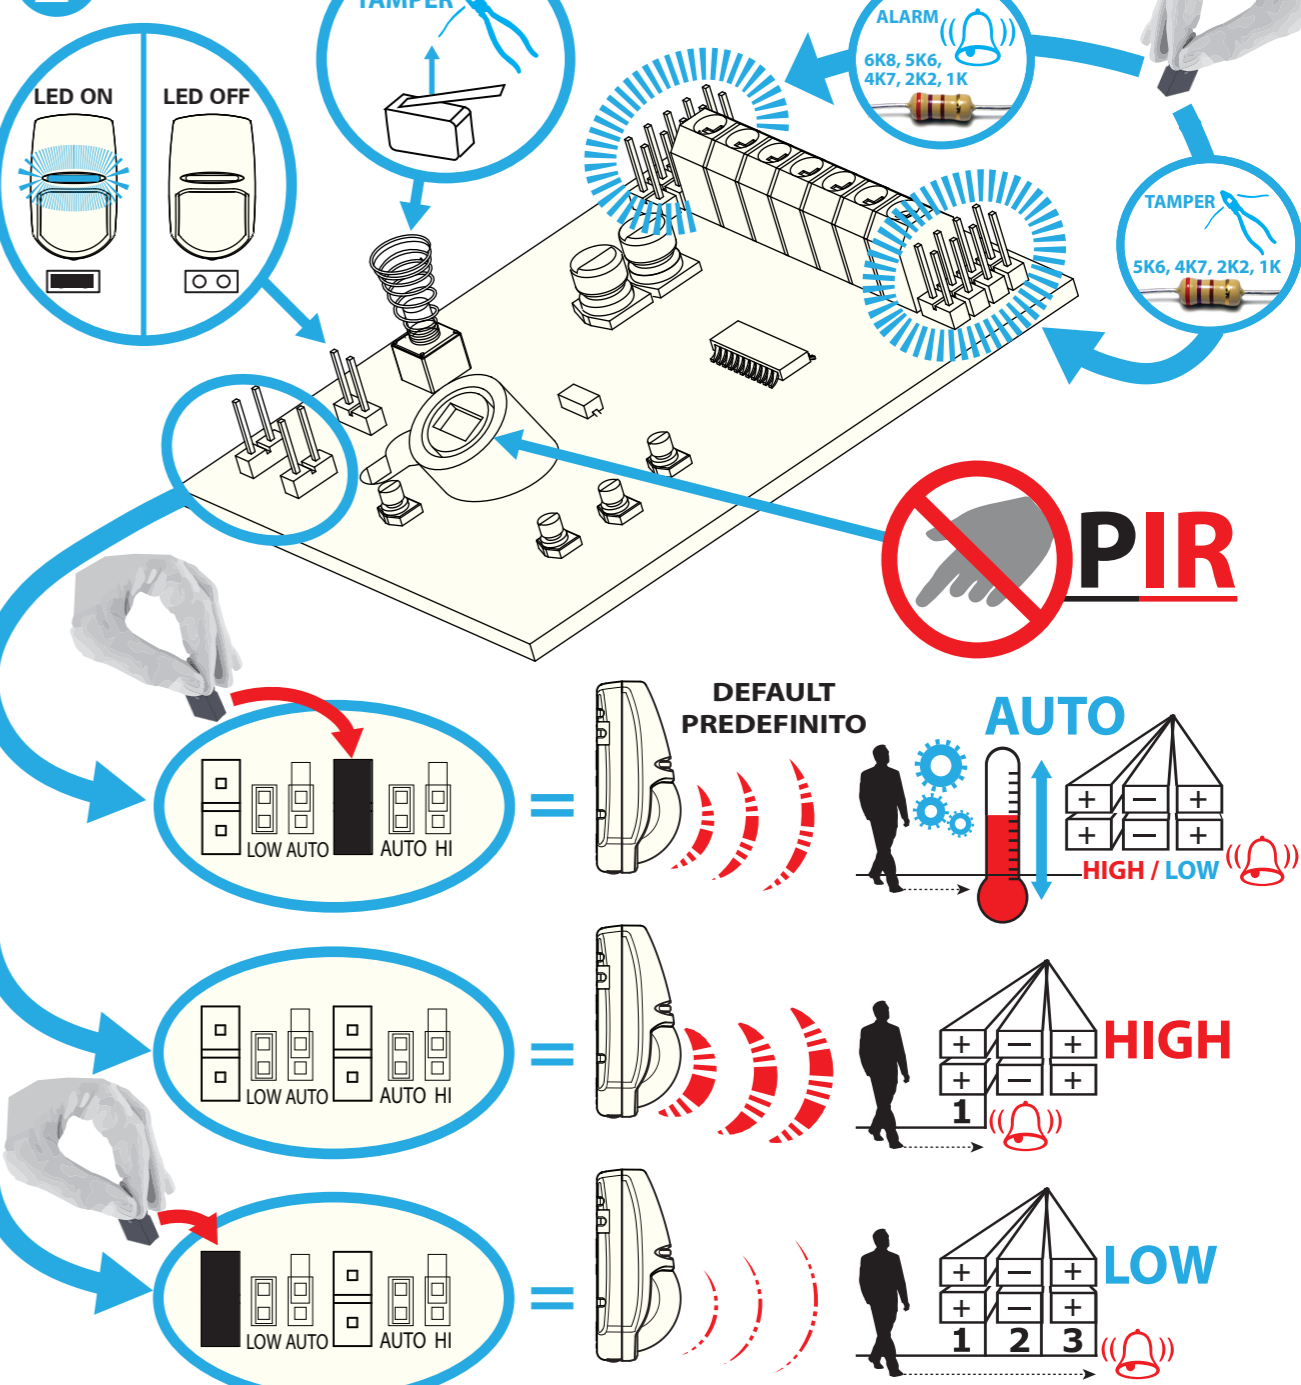 TAMPER
ALARM
6K8, 5K6,
4K7, 2K2, 1K
LED ON
LED OFF
TAMPER
5K6, 4K7, 2K2, 1K
PIR
DEFAULT
PREDEFINITO
AUTO
+ − +
+ − +
LOW AUTO
AUTO HI
HIGH / LOW
+ − +
+ − +
HIGH
LOW AUTO
AUTO HI
1
+ − +
+ − +
LOW
LOW AUTO
AUTO HI
1 2 3